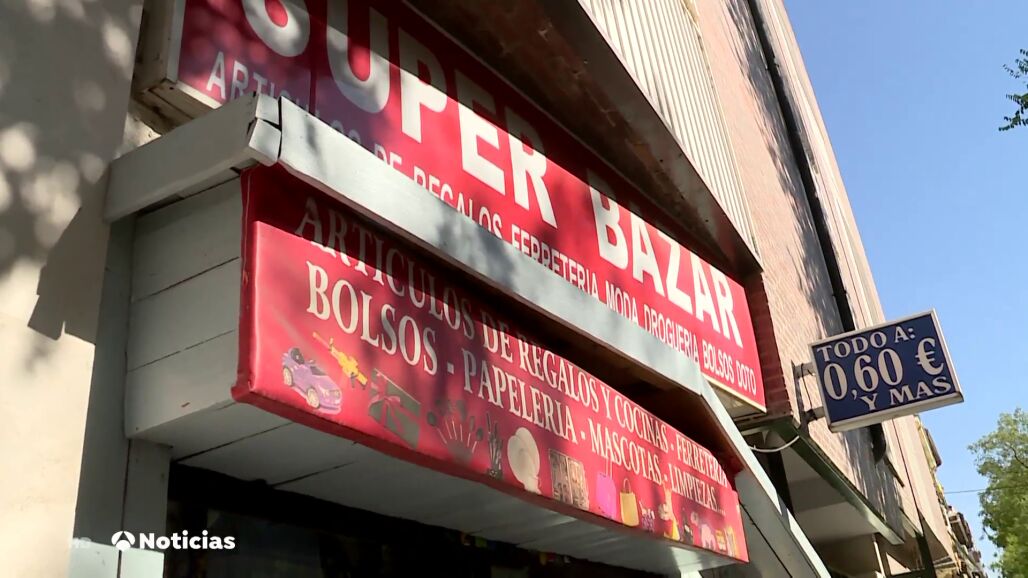 SUPER BAZAR
ARTICULOS DE REGALOS FERRETERIA MODA DROGUERIA BOLSOS
ARTICULOS DE REGALOS Y COCINAS - FERRETERIA
BOLSOS - PAPELERIA - MASCOTAS - LIMPIEZAS...
TODO A:
0,60 €
Y MAS
Noticias